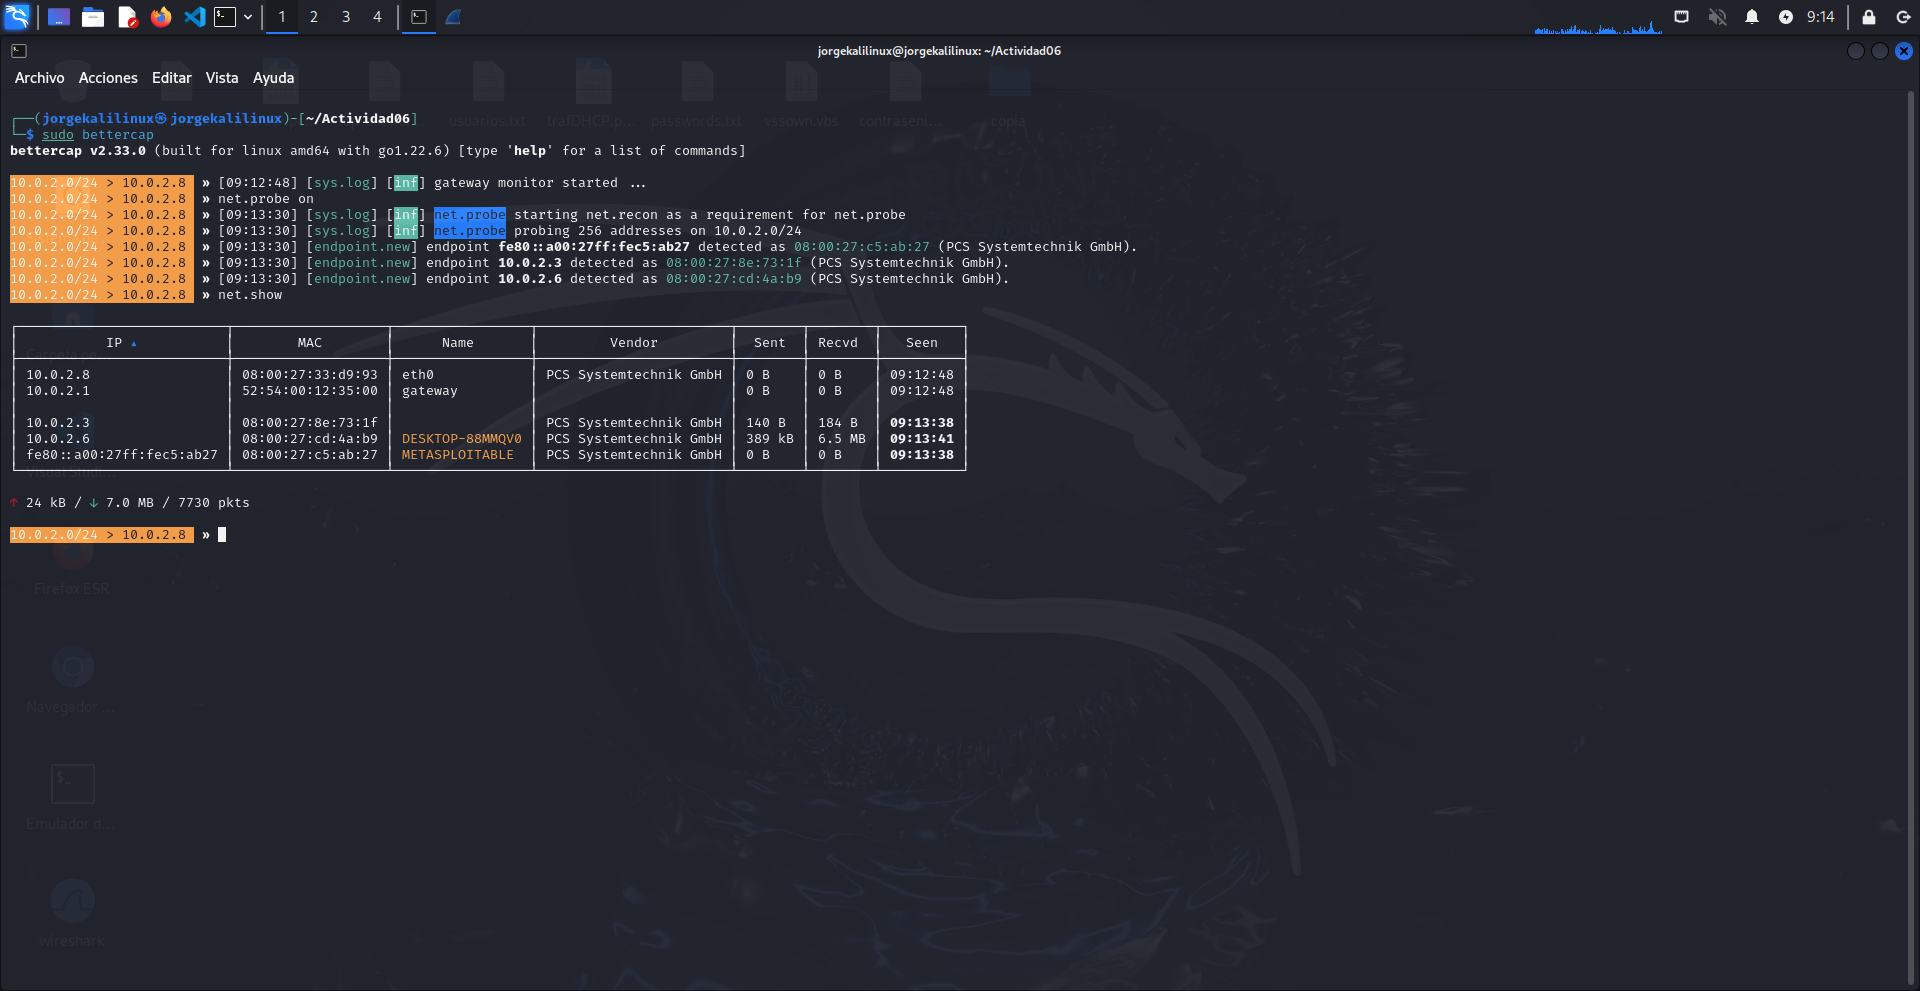 1 2 3 4 9:14
jorgekalilinux@jorgekalilinux: ~/Actividad06
Archivo Acciones Editar Vista Ayuda
usuarios.txt trafDHCP.p... passwords.txt vssown.vbs contraseni... copia
┌──(jorgekalilinux㉿jorgekalilinux)-[~/Actividad06]
└─$ sudo bettercap
bettercap v2.33.0 (built for linux amd64 with go1.22.6) [type 'help' for a list of commands]
10.0.2.0/24 > 10.0.2.8 » [09:12:48] [sys.log] [inf] gateway monitor started ...
10.0.2.0/24 > 10.0.2.8 » net.probe on
10.0.2.0/24 > 10.0.2.8 » [09:13:30] [sys.log] [inf] net.probe starting net.recon as a requirement for net.probe
10.0.2.0/24 > 10.0.2.8 » [09:13:30] [sys.log] [inf] net.probe probing 256 addresses on 10.0.2.0/24
10.0.2.0/24 > 10.0.2.8 » [09:13:30] [endpoint.new] endpoint fe80::a00:27ff:fec5:ab27 detected as 08:00:27:c5:ab:27 (PCS Systemtechnik GmbH).
10.0.2.0/24 > 10.0.2.8 » [09:13:30] [endpoint.new] endpoint 10.0.2.3 detected as 08:00:27:8e:73:1f (PCS Systemtechnik GmbH).
10.0.2.0/24 > 10.0.2.8 » [09:13:30] [endpoint.new] endpoint 10.0.2.6 detected as 08:00:27:cd:4a:b9 (PCS Systemtechnik GmbH).
10.0.2.0/24 > 10.0.2.8 » net.show
IP ▴ MAC Name Vendor Sent Recvd Seen
10.0.2.8 08:00:27:33:d9:93 eth0 PCS Systemtechnik GmbH 0 B 0 B 09:12:48
10.0.2.1 52:54:00:12:35:00 gateway 0 B 0 B 09:12:48
10.0.2.3 08:00:27:8e:73:1f PCS Systemtechnik GmbH 140 B 184 B 09:13:38
10.0.2.6 08:00:27:cd:4a:b9 DESKTOP-88MMQV0 PCS Systemtechnik GmbH 389 kB 6.5 MB 09:13:41
fe80::a00:27ff:fec5:ab27 08:00:27:c5:ab:27 METASPLOITABLE PCS Systemtechnik GmbH 0 B 0 B 09:13:38
↑ 24 kB / ↓ 7.0 MB / 7730 pkts
10.0.2.0/24 > 10.0.2.8 »
Firefox ESR
Navegador ...
Emulador d...
wireshark